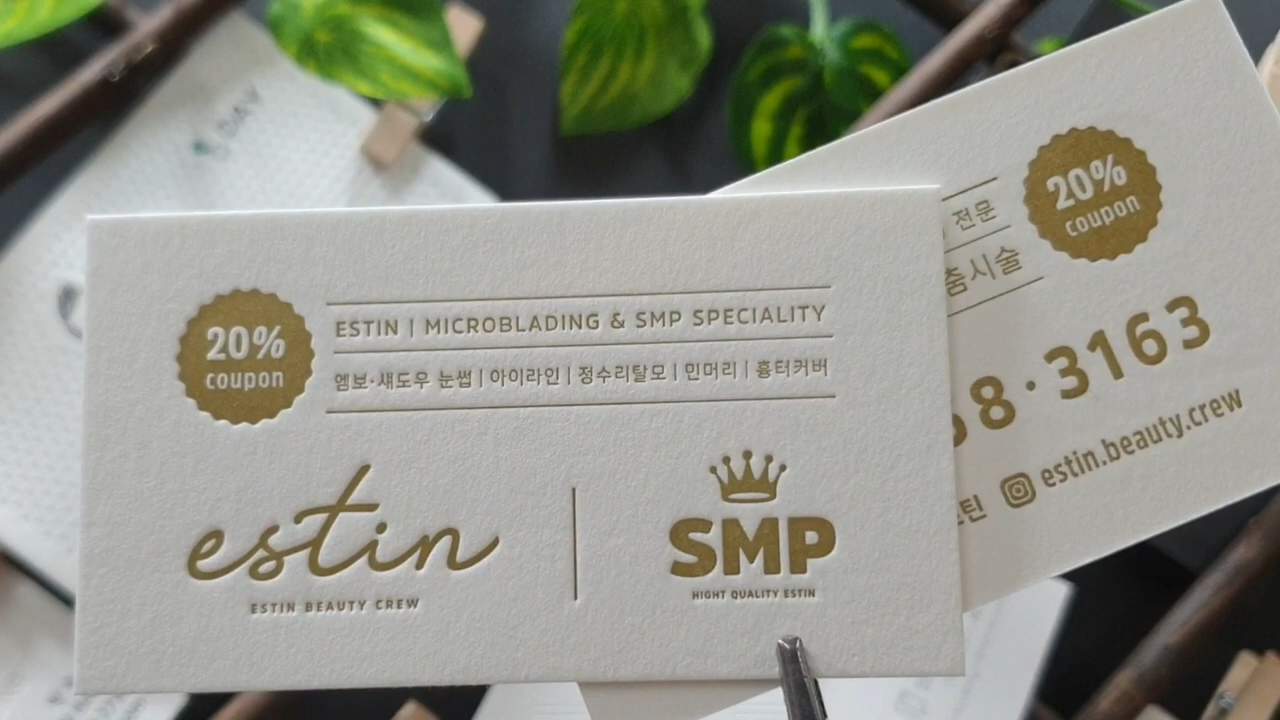 DAY
20%
coupon
ESTIN | MICROBLADING & SMP SPECIALITY
엠보·섀도우 눈썹 | 아이라인 | 정수리탈모 | 민머리 | 흉터커버
estin
ESTIN BEAUTY CREW
SMP
HIGHT QUALITY ESTIN
전문
춤시술
20%
coupon
8·3163
틴
estin.beauty.crew